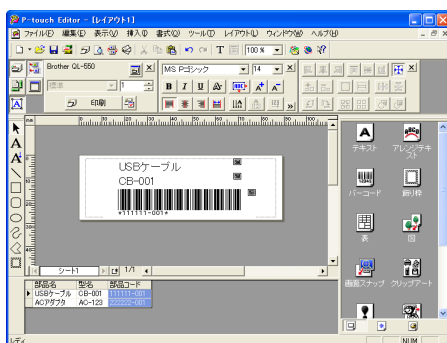 P-touch Editor - [レイアウト1]
ファイル(F) 編集(E) 表示(V) 挿入(I) 書式(O) ツール(T) レイアウト(L) ウィンドウ(W) ヘルプ(H)
100 %
Brother QL-550
MS Pゴシック 14
標準 1
B I U
印刷
USBケーブル
CB-001
*111111-001*
テキスト アレンジテキスト
バーコード 飾り枠
表 図
画面スナップ クリップアート
シート1 1/1
部品名 型名 部品コード
USBケーブル CB-001 111111-001
ACアダプタ AC-123 222222-001
レディ NUM